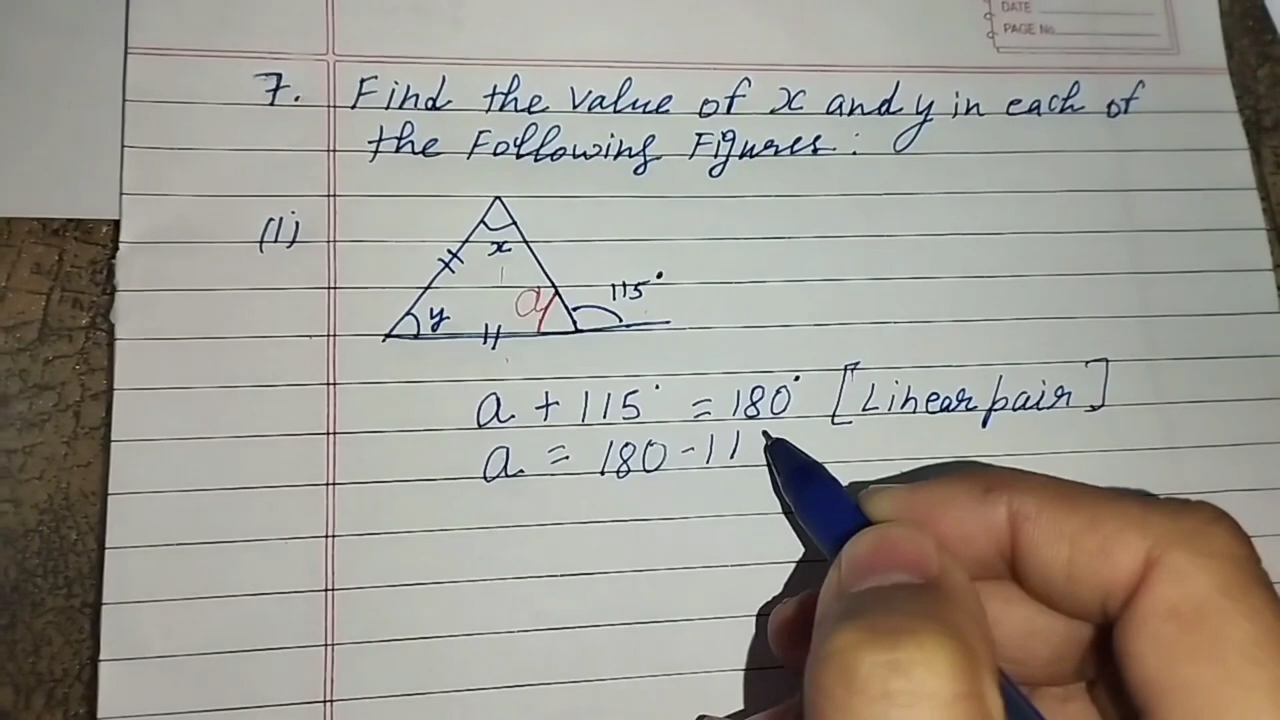 DATE
PAGE No.
7. Find the value of x and y in each of
the Following Figures:
(i)
x
y
a
115°
a + 115° = 180° [Linear pair]
a = 180 - 11